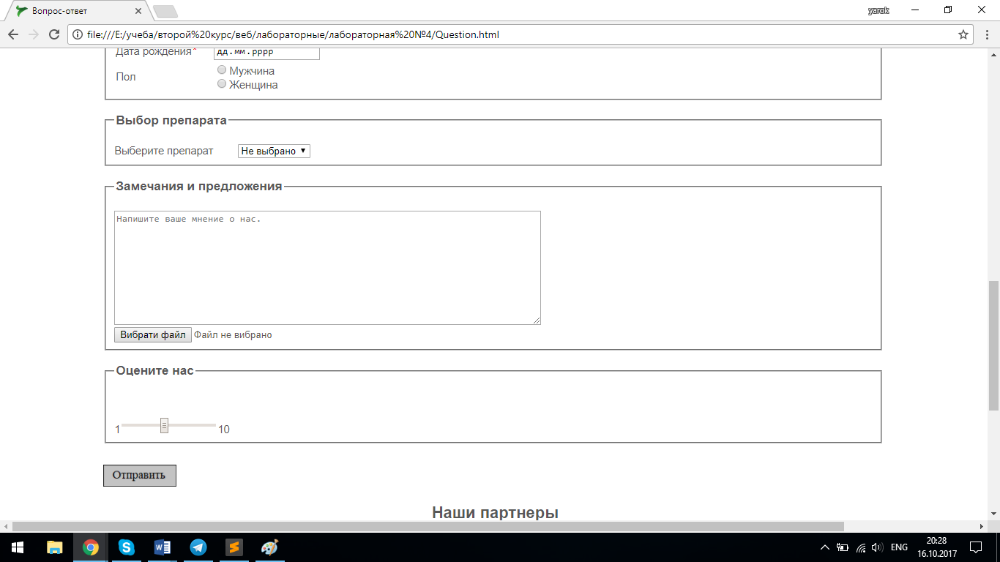 Вопрос-ответ
yarok
file:///E:/учеба/второй%20курс/веб/лабораторные/лабораторная%20№4/Question.html
Дата рождения* дд.мм.рррр
Пол
Мужчина
Женщина
Выбор препарата
Выберите препарат Не выбрано
Замечания и предложения
Напишите ваше мнение о нас.
Вибрати файл Файл не вибрано
Оцените нас
1 10
Отправить
Наши партнеры
ENG
20:28
16.10.2017